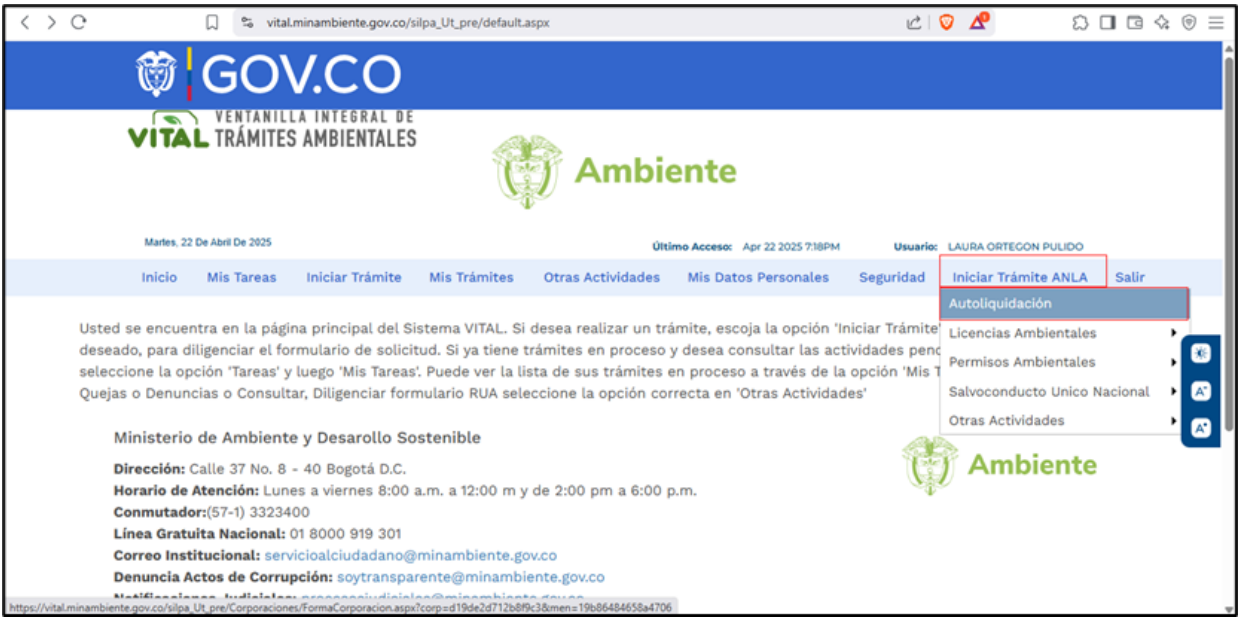 vital.minambiente.gov.co/silpa_Ut_pre/default.aspx
GOV.CO
VITAL VENTANILLA INTEGRAL DE
TRÁMITES AMBIENTALES
Ambiente
Martes, 22 De Abril De 2025
Último Acceso: Apr 22 2025 7:18PM
Usuario: LAURA ORTEGON PULIDO
Inicio Mis Tareas Iniciar Trámite Mis Trámites Otras Actividades Mis Datos Personales Seguridad Iniciar Trámite ANLA Salir
Autoliquidación
Licencias Ambientales
Permisos Ambientales
Salvoconducto Unico Nacional
Otras Actividades
Usted se encuentra en la página principal del Sistema VITAL. Si desea realizar un trámite, escoja la opción 'Iniciar Trámite'
deseado, para diligenciar el formulario de solicitud. Si ya tiene trámites en proceso y desea consultar las actividades
seleccione la opción 'Tareas' y luego 'Mis Tareas'. Puede ver la lista de sus trámites en proceso a través de la opción 'Mis
Quejas o Denuncias o Consultar, Diligenciar formulario RUA seleccione la opción correcta en 'Otras Actividades'
Ministerio de Ambiente y Desarollo Sostenible
Dirección: Calle 37 No. 8 - 40 Bogotá D.C.
Horario de Atención: Lunes a viernes 8:00 a.m. a 12:00 m y de 2:00 pm a 6:00 p.m.
Conmutador:(57-1) 3323400
Línea Gratuita Nacional: 01 8000 919 301
Correo Institucional: servicioalciudadano@minambiente.gov.co
Denuncia Actos de Corrupción: soytransparente@minambiente.gov.co
Ambiente
https://vital.minambiente.gov.co/silpa_Ut_pre/Corporaciones/FormaCorporacion.aspx?corp=d19de2d712b8f9c3&men=19b86484658a4706